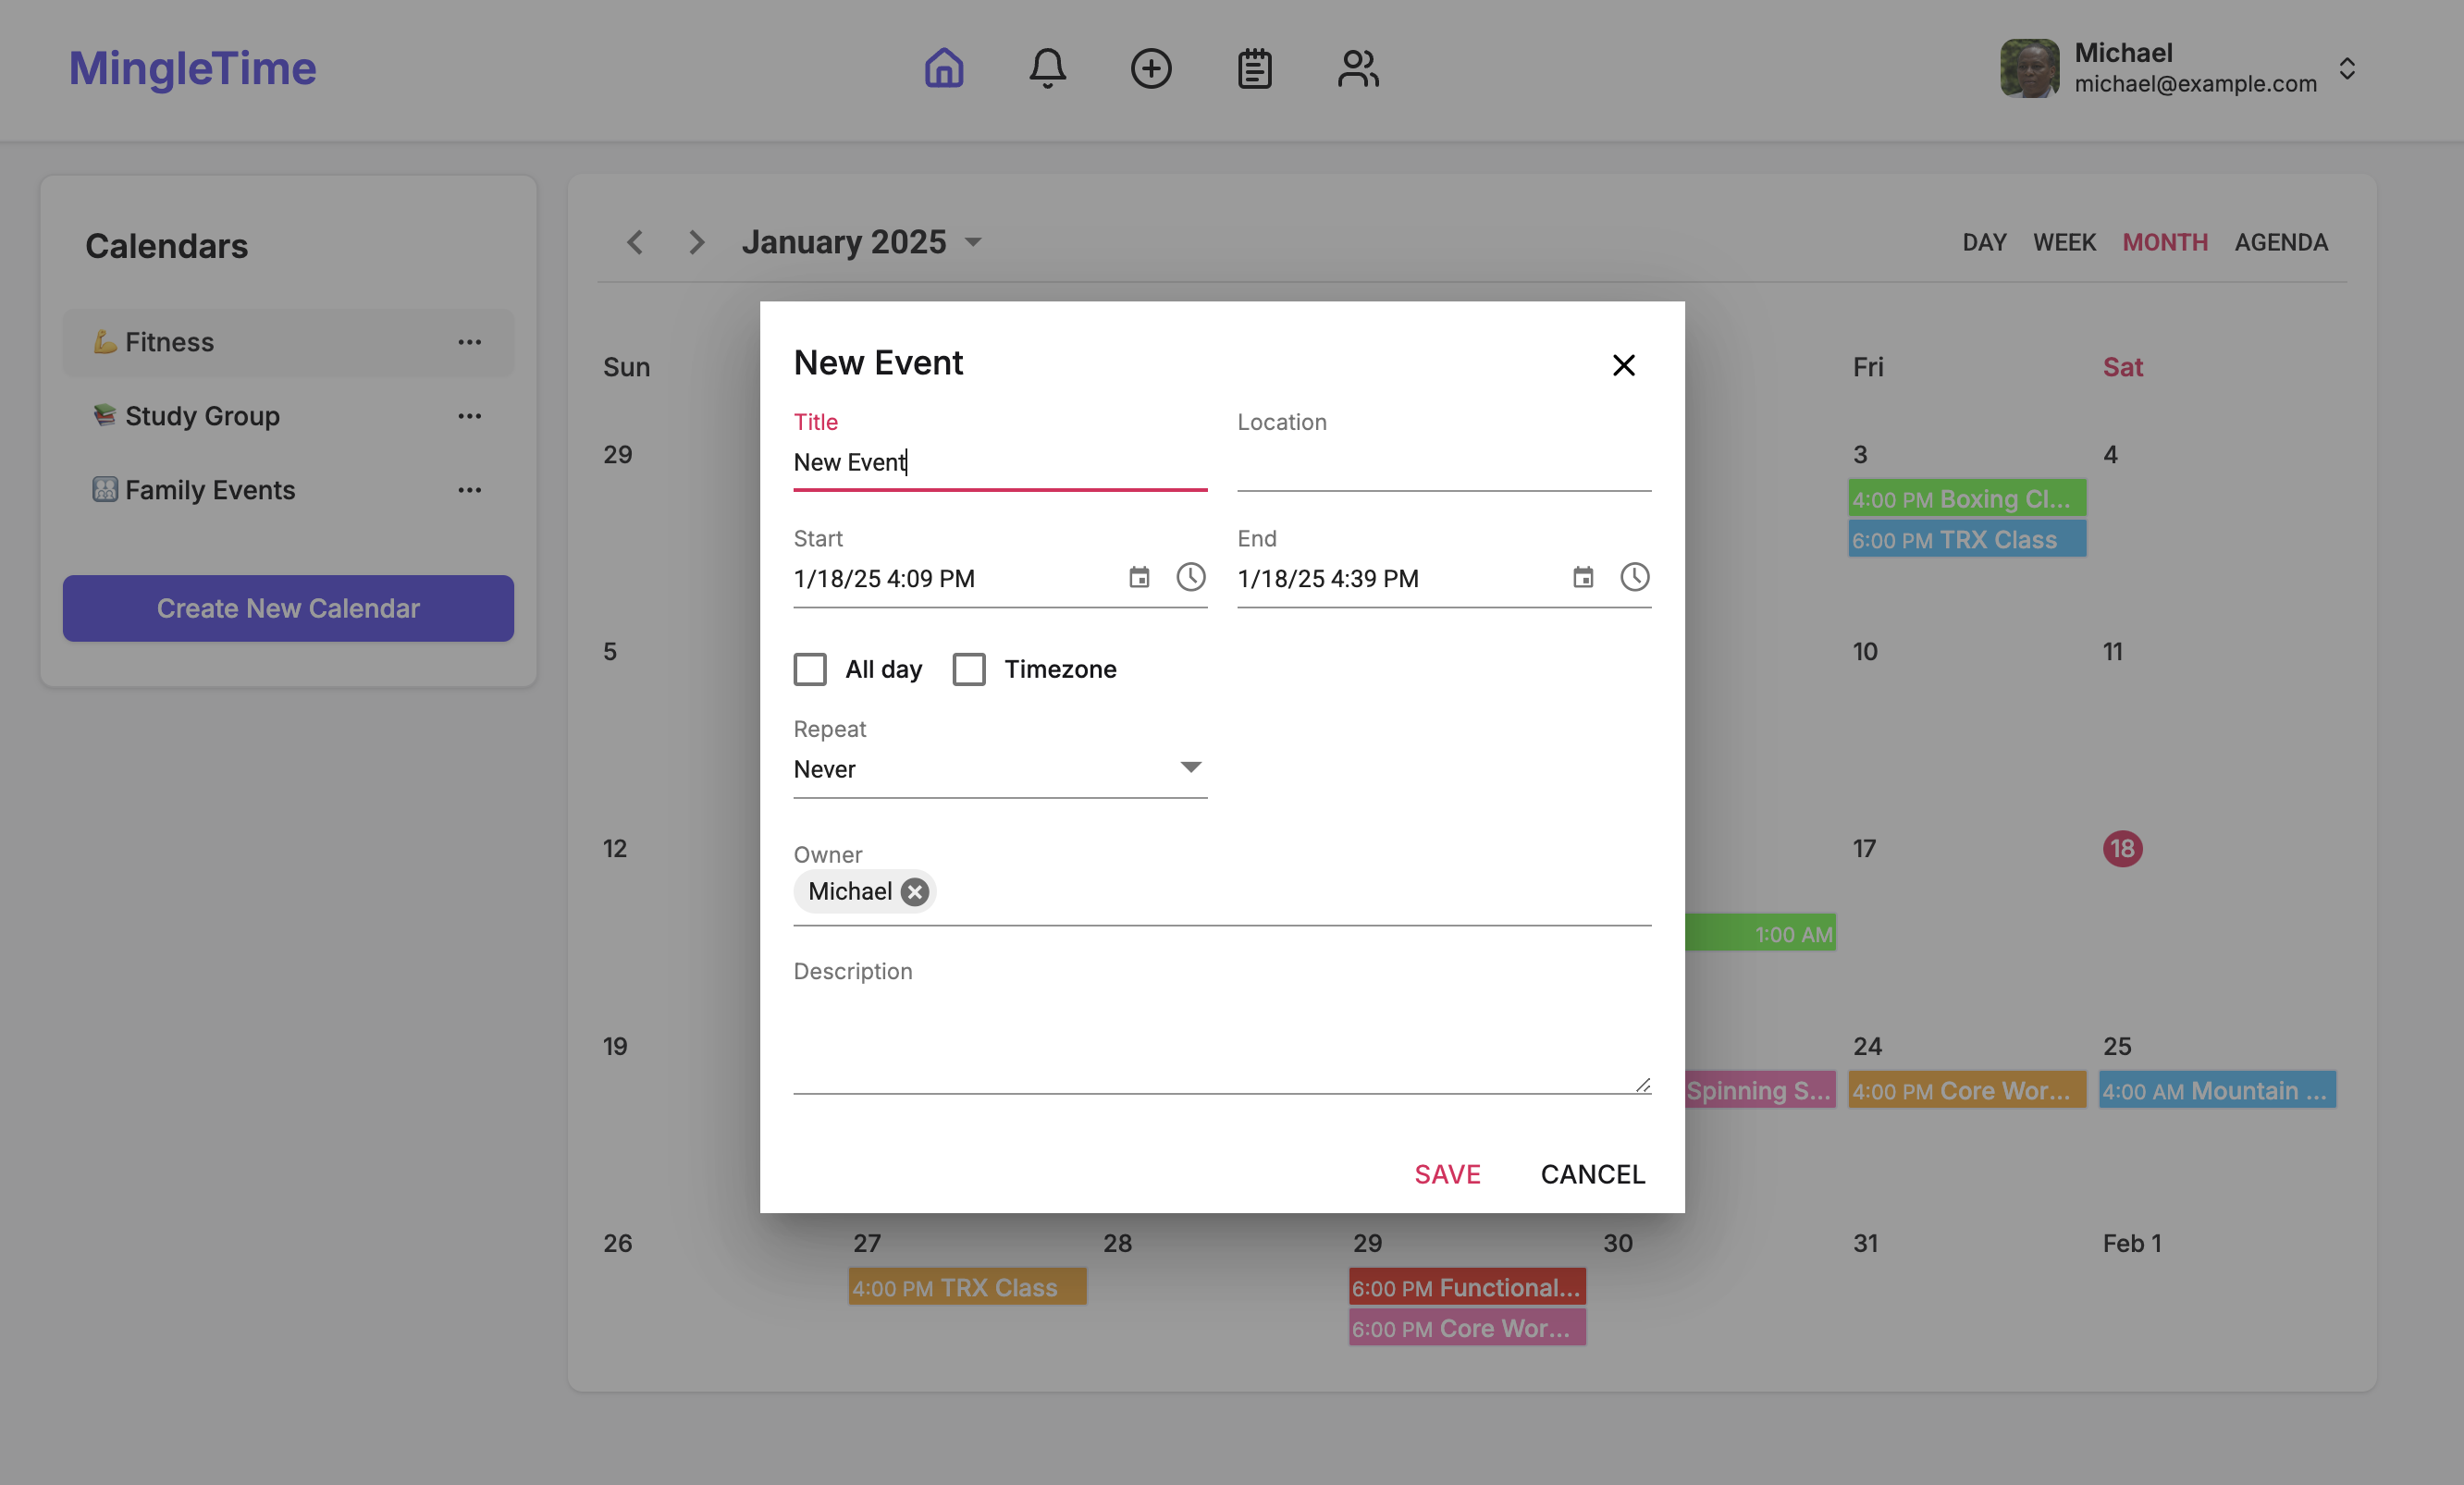 MingleTime
Michael
michael@example.com
Calendars
💪 Fitness
📚 Study Group
Family Events
Create New Calendar
January 2025
DAY WEEK MONTH AGENDA
Sun Fri Sat
29 3 4
4:00 PM Boxing Cl...
6:00 PM TRX Class
5 10 11
12 17 18
1:00 AM
19 24 25
Spinning S... 4:00 PM Core Wor... 4:00 AM Mountain ...
26 27 28 29 30 31 Feb 1
4:00 PM TRX Class 6:00 PM Functional...
6:00 PM Core Wor...
New Event
Title Location
New Event
Start End
1/18/25 4:09 PM 1/18/25 4:39 PM
All day Timezone
Repeat
Never
Owner
Michael
Description
SAVE CANCEL